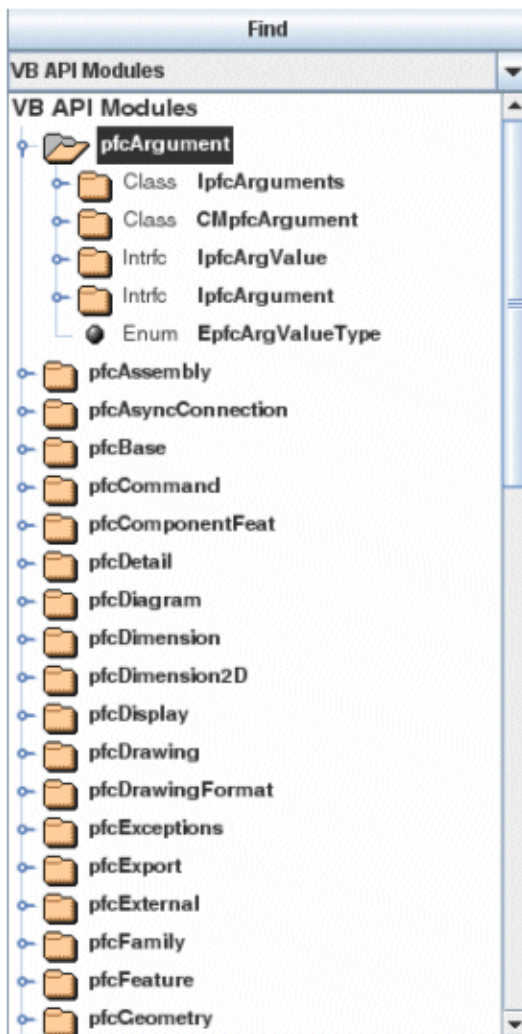 Find
VB API Modules
VB API Modules
pfcArgument
Class IpfcArguments
Class CMpfcArgument
Intrfc IpfcArgValue
Intrfc IpfcArgument
Enum EpfcArgValueType
pfcAssembly
pfcAsyncConnection
pfcBase
pfcCommand
pfcComponentFeat
pfcDetail
pfcDiagram
pfcDimension
pfcDimension2D
pfcDisplay
pfcDrawing
pfcDrawingFormat
pfcExceptions
pfcExport
pfcExternal
pfcFamily
pfcFeature
pfcGeometry